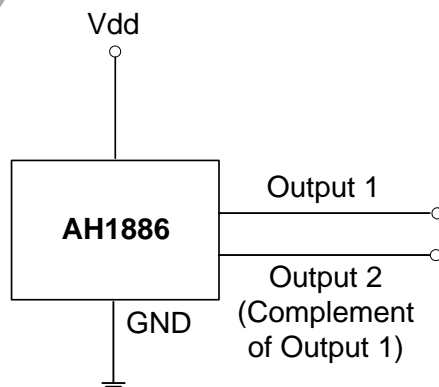 Vdd
Output 1
AH1886
Output 2
(Complement
of Output 1)
GND